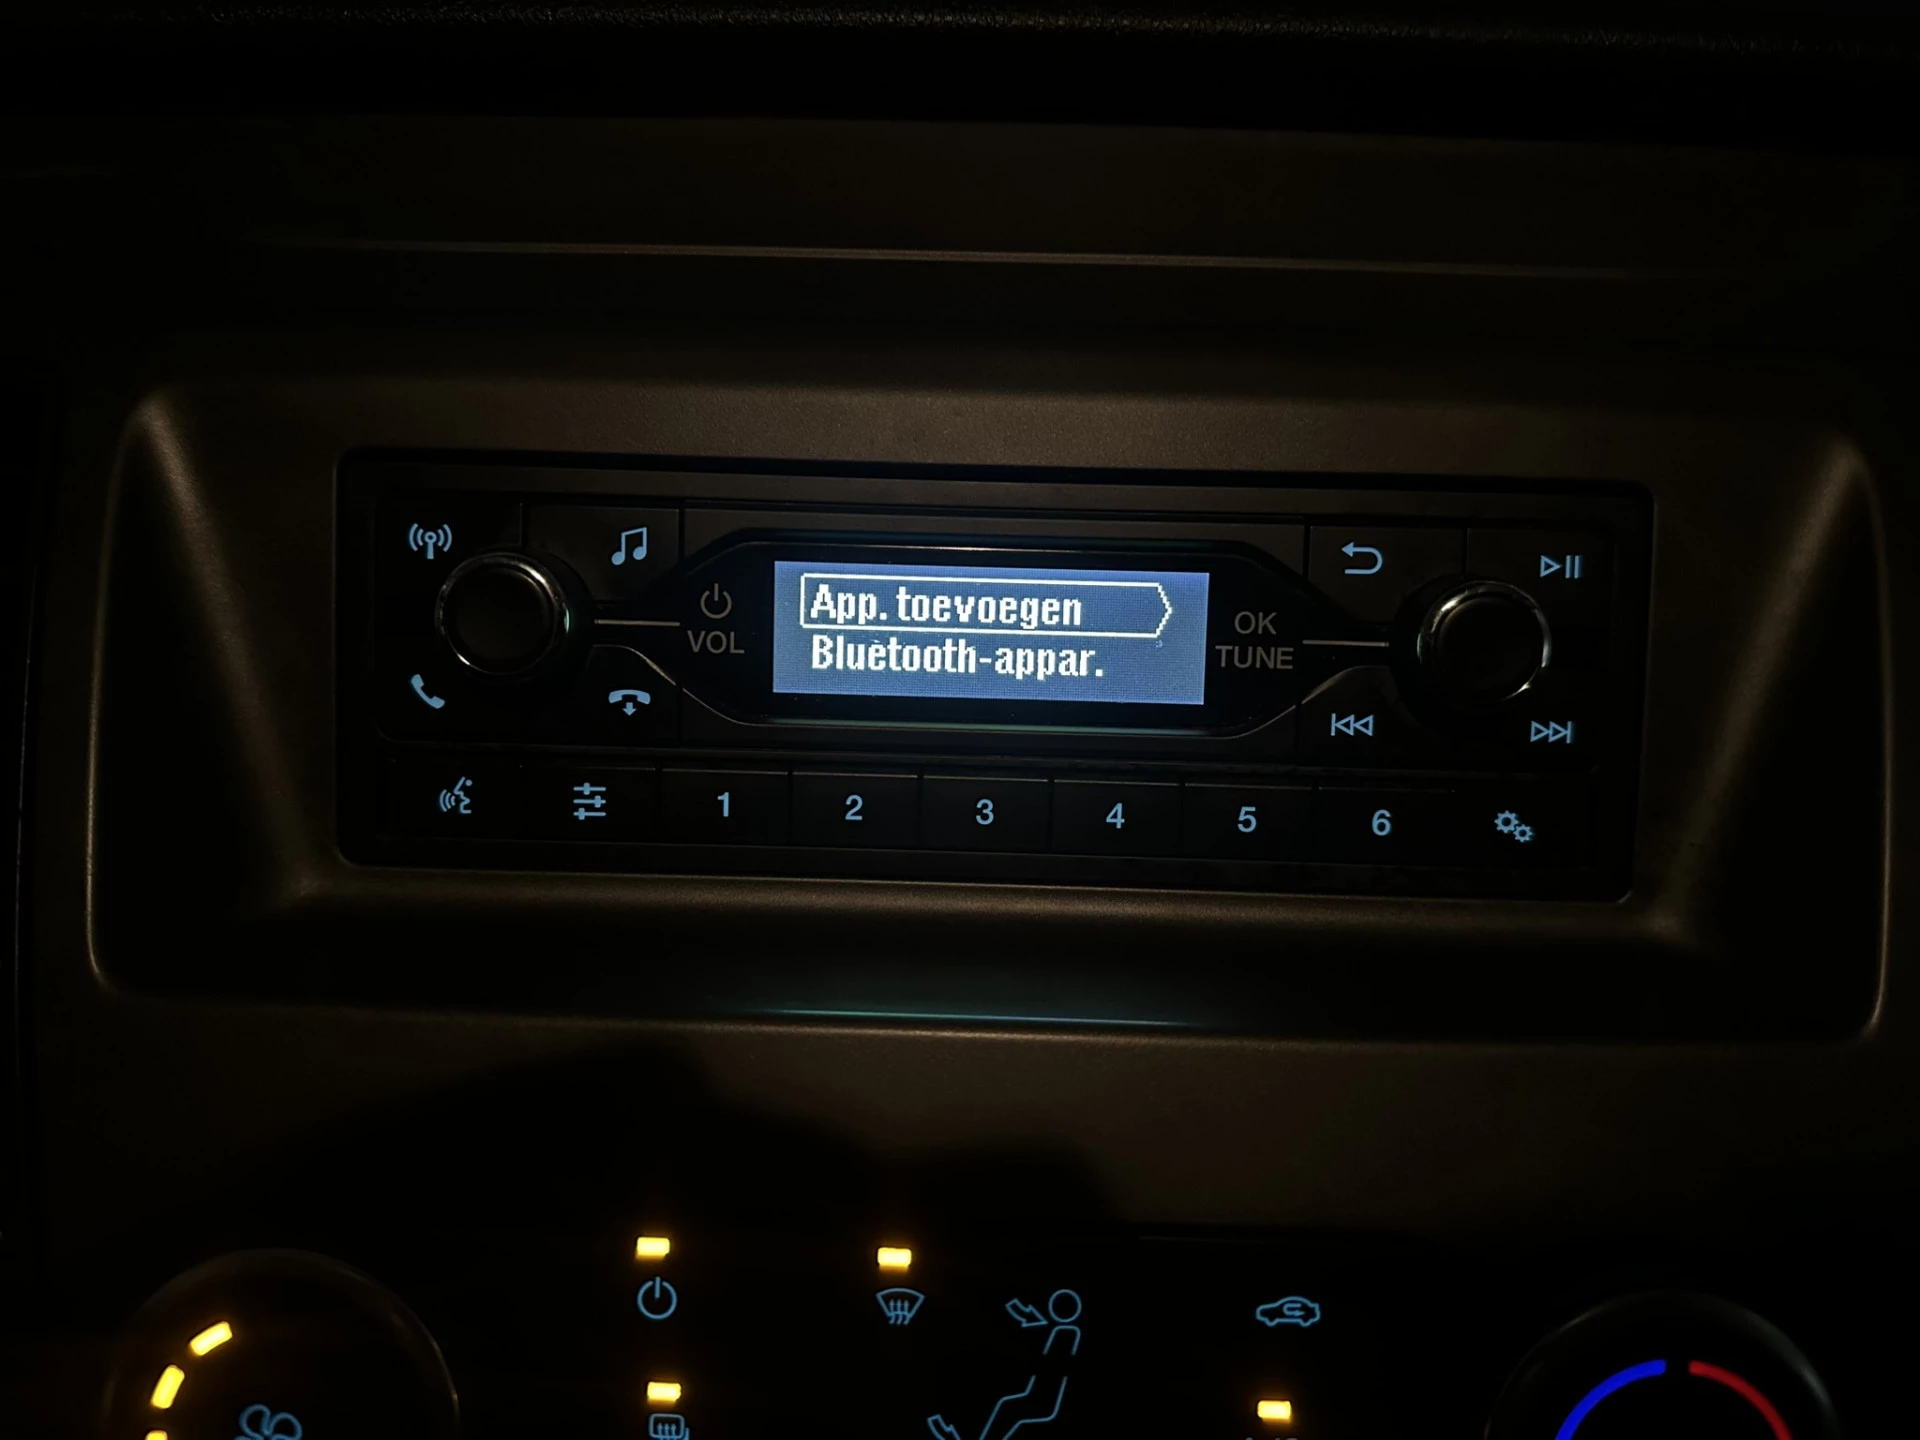 App. toevoegen
Bluetooth-appar.
VOL
OK
TUNE
1 2 3 4 5 6